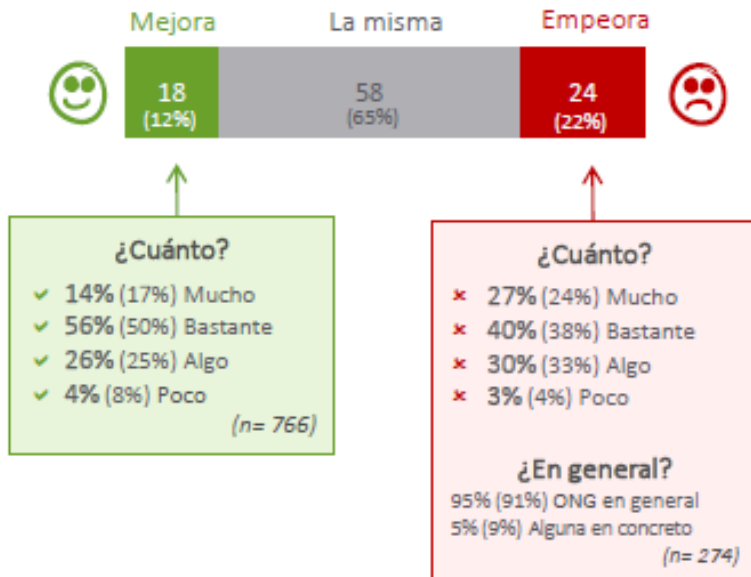 Mejora La misma Empeora
18 58 24
(12%) (65%) (22%)
¿Cuánto?
14% (17%) Mucho
56% (50%) Bastante
26% (25%) Algo
4% (8%) Poco
(n= 766)
¿Cuánto?
27% (24%) Mucho
40% (38%) Bastante
30% (33%) Algo
3% (4%) Poco
¿En general?
95% (91%) ONG en general
5% (9%) Alguna en concreto
(n= 274)